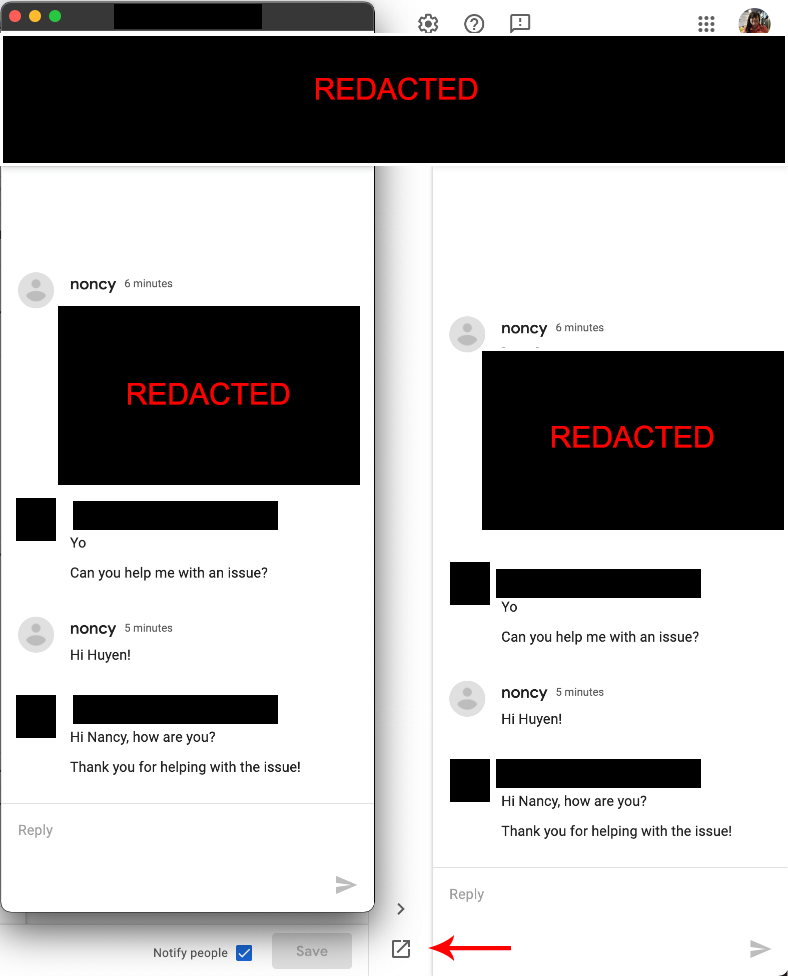 REDACTED
noncy 6 minutes
REDACTED
Yo
Can you help me with an issue?
noncy 5 minutes
Hi Huyen!
Hi Nancy, how are you?
Thank you for helping with the issue!
Reply
Notify people
Save
noncy 6 minutes
REDACTED
Yo
Can you help me with an issue?
noncy 5 minutes
Hi Huyen!
Hi Nancy, how are you?
Thank you for helping with the issue!
Reply